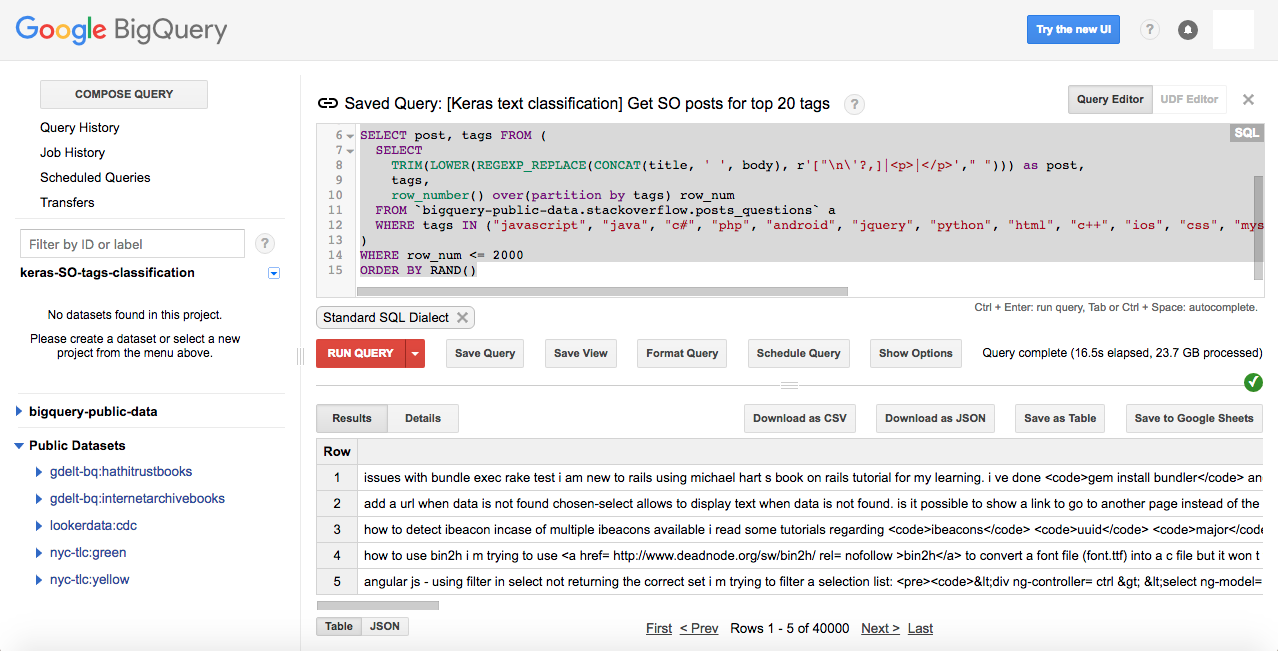 Google BigQuery
Try the new UI
?
COMPOSE QUERY
Query History
Job History
Scheduled Queries
Transfers
Filter by ID or label
?
keras-SO-tags-classification
No datasets found in this project.
Please create a dataset or select a new
project from the menu above.
bigquery-public-data
Public Datasets
gdelt-bq:hathitrustbooks
gdelt-bq:internetarchivebooks
lookerdata:cdc
nyc-tlc:green
nyc-tlc:yellow
Saved Query: [Keras text classification] Get SO posts for top 20 tags
?
Query Editor
UDF Editor
SQL
6 SELECT post, tags FROM (
7 SELECT
8 TRIM(LOWER(REGEXP_REPLACE(CONCAT(title, ' ', body), r'["\n\'?,]|<p>|</p>'," "))) as post,
9 tags,
10 row_number() over(partition by tags) row_num
11 FROM `bigquery-public-data.stackoverflow.posts_questions` a
12 WHERE tags IN ("javascript", "java", "c#", "php", "android", "jquery", "python", "html", "c++", "ios", "css", "mys
13 )
14 WHERE row_num <= 2000
15 ORDER BY RAND()
Ctrl + Enter: run query, Tab or Ctrl + Space: autocomplete.
Standard SQL Dialect
RUN QUERY
Save Query
Save View
Format Query
Schedule Query
Show Options
Query complete (16.5s elapsed, 23.7 GB processed)
Results
Details
Download as CSV
Download as JSON
Save as Table
Save to Google Sheets
Row
1 issues with bundle exec rake test i am new to rails using michael hart s book on rails tutorial for my learning. i ve done <code>gem install bundler</code> an
2 add a url when data is not found chosen-select allows to display text when data is not found. is it possible to show a link to go to another page instead of the
3 how to detect ibeacon incase of multiple ibeacons available i read some tutorials regarding <code>ibeacons</code> <code>uuid</code> <code>major</code
4 how to use bin2h i m trying to use <a href= http://www.deadnode.org/sw/bin2h/ rel= nofollow >bin2h</a> to convert a font file (font.ttf) into a c file but it won t
5 angular js - using filter in select not returning the correct set i m trying to filter a selection list: <pre><code>&lt;div ng-controller= ctrl &gt; &lt;select ng-model=
Table
JSON
First
< Prev
Rows 1 - 5 of 40000
Next >
Last